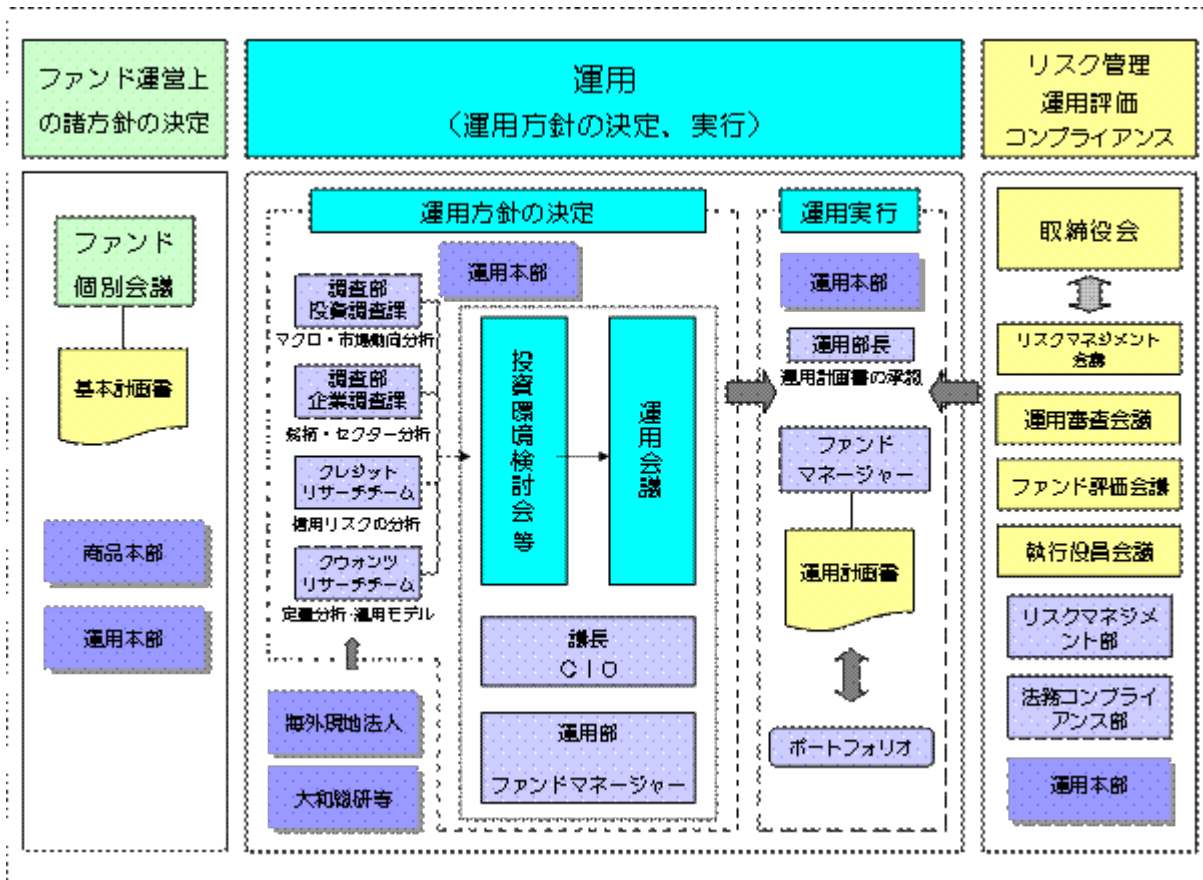 ファンド運営上
の諸方針の決定
運用
（運用方針の決定、実行）
リスク管理
運用評価
コンプライアンス
ファンド
個別会議
基本計画書
商品本部
運用本部
運用方針の決定
運用本部
調査部
投資調査課
マクロ・市場動向分析
調査部
企業調査課
銘柄・セクター分析
クレジット
リサーチチーム
信用リスクの分析
クウォンツ
リサーチチーム
定量分析・運用モデル
海外現地法人
大和総研等
投資環境検討会等
運用会議
議長
ＣＩＯ
運用部
ファンドマネージャー
運用実行
運用本部
運用部長
運用計画書の承認
ファンド
マネージャー
運用計画書
ポートフォリオ
取締役会
リスクマネジメント
会議
運用審査会議
ファンド評価会議
執行役員会議
リスクマネジメ
ント部
法務コンプライ
アンス部
運用本部